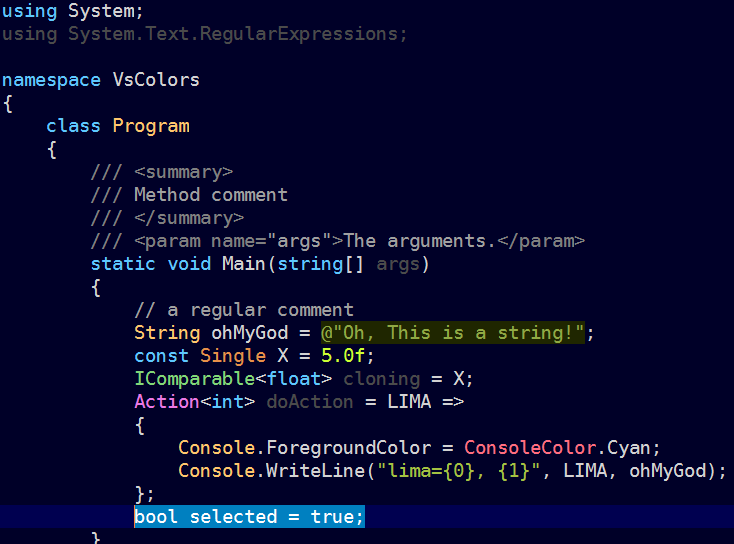 using System;
using System.Text.RegularExpressions;

namespace VsColors
{
    class Program
    {
        /// <summary>
        /// Method comment
        /// </summary>
        /// <param name="args">The arguments.</param>
        static void Main(string[] args)
        {
            // a regular comment
            String ohMyGod = @"Oh, This is a string!";
            const Single X = 5.0f;
            IComparable<float> cloning = X;
            Action<int> doAction = LIMA =>
            {
                Console.ForegroundColor = ConsoleColor.Cyan;
                Console.WriteLine("lima={0}, {1}", LIMA, ohMyGod);
            };
            bool selected = true;
        }